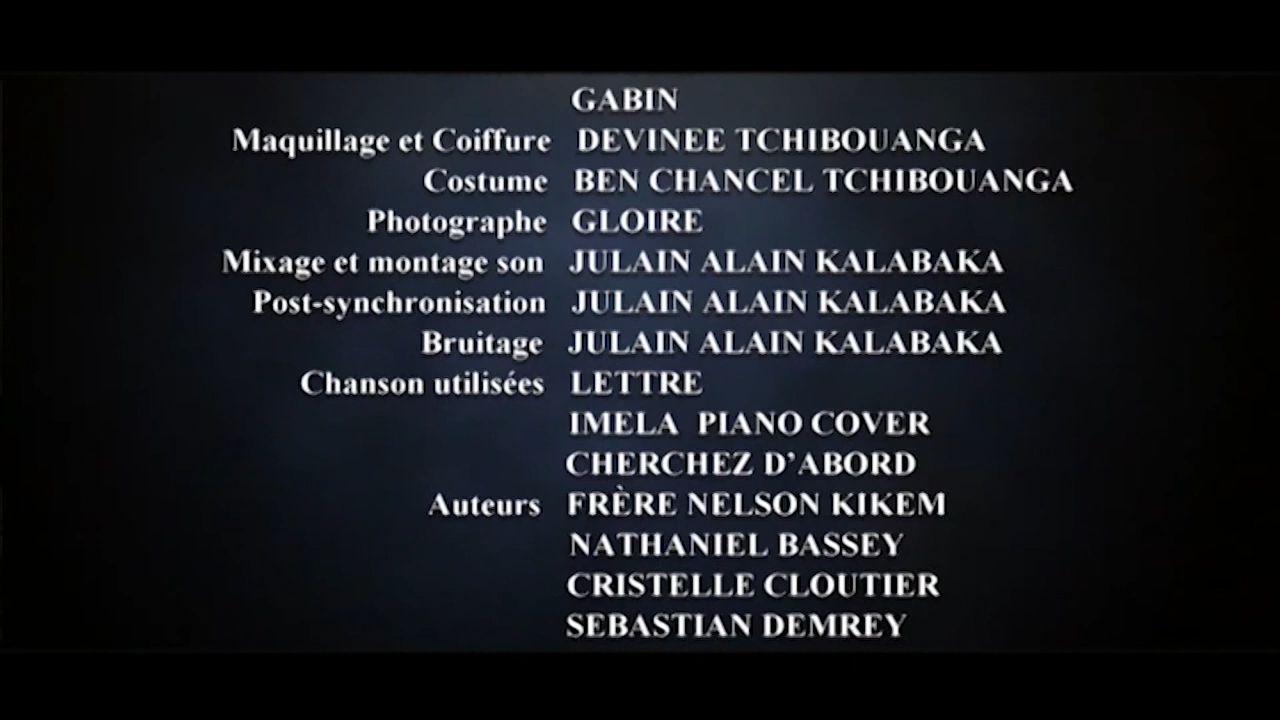 GABIN
Maquillage et Coiffure DEVINEE TCHIBOUANGA
Costume BEN CHANCEL TCHIBOUANGA
Photographe GLOIRE
Mixage et montage son JULAIN ALAIN KALABAKA
Post-synchronisation JULAIN ALAIN KALABAKA
Bruitage JULAIN ALAIN KALABAKA
Chanson utilisées LETTRE
IMELA PIANO COVER
CHERCHEZ D’ABORD
Auteurs FRÈRE NELSON KIKEM
NATHANIEL BASSEY
CRISTELLE CLOUTIER
SEBASTIAN DEMREY